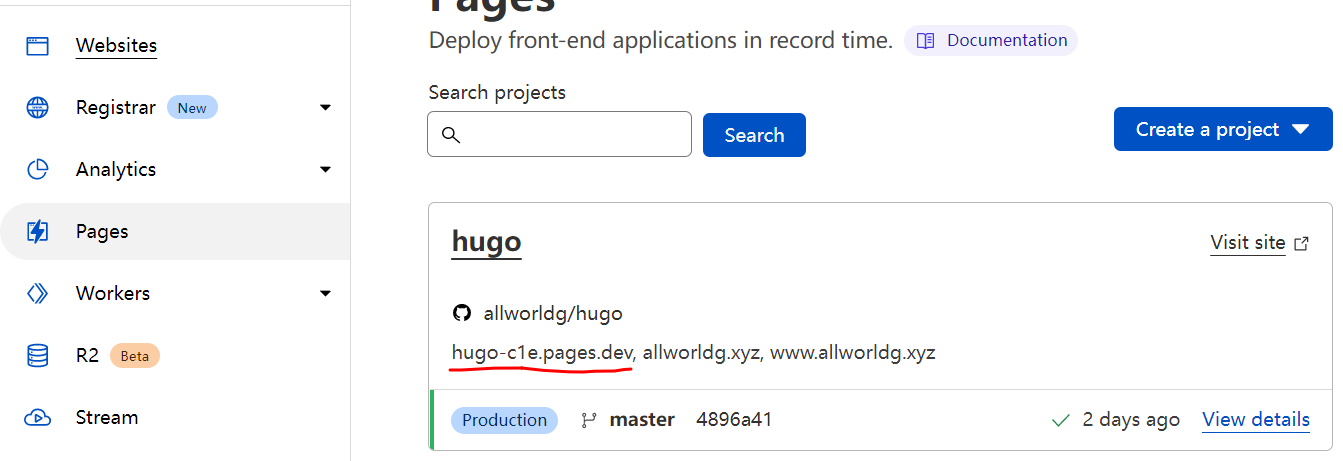 Websites
Registrar New
Analytics
Pages
Workers
R2 Beta
Stream
Pages
Deploy front-end applications in record time. Documentation
Search projects
Search
Create a project
hugo
Visit site
allworldg/hugo
hugo-c1e.pages.dev, allworldg.xyz, www.allworldg.xyz
Production master 4896a41 2 days ago View details